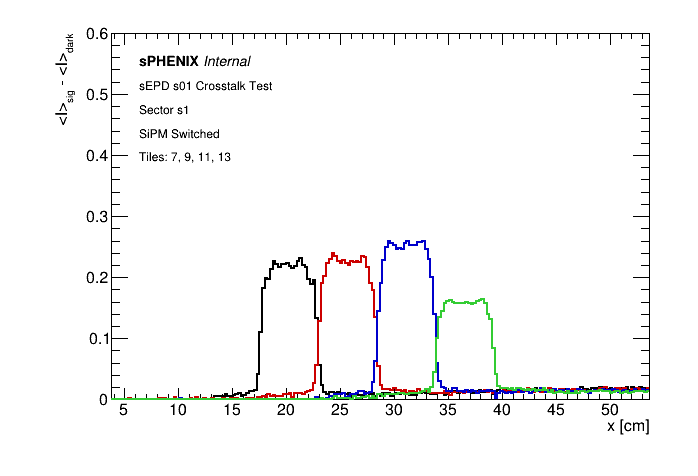 <I>sig - <I>dark
0.6
0.5
0.4
0.3
0.2
0.1
0
sPHENIX Internal
sEPD s01 Crosstalk Test
Sector s1
SiPM Switched
Tiles: 7, 9, 11, 13
5 10 15 20 25 30 35 40 45 50
x [cm]